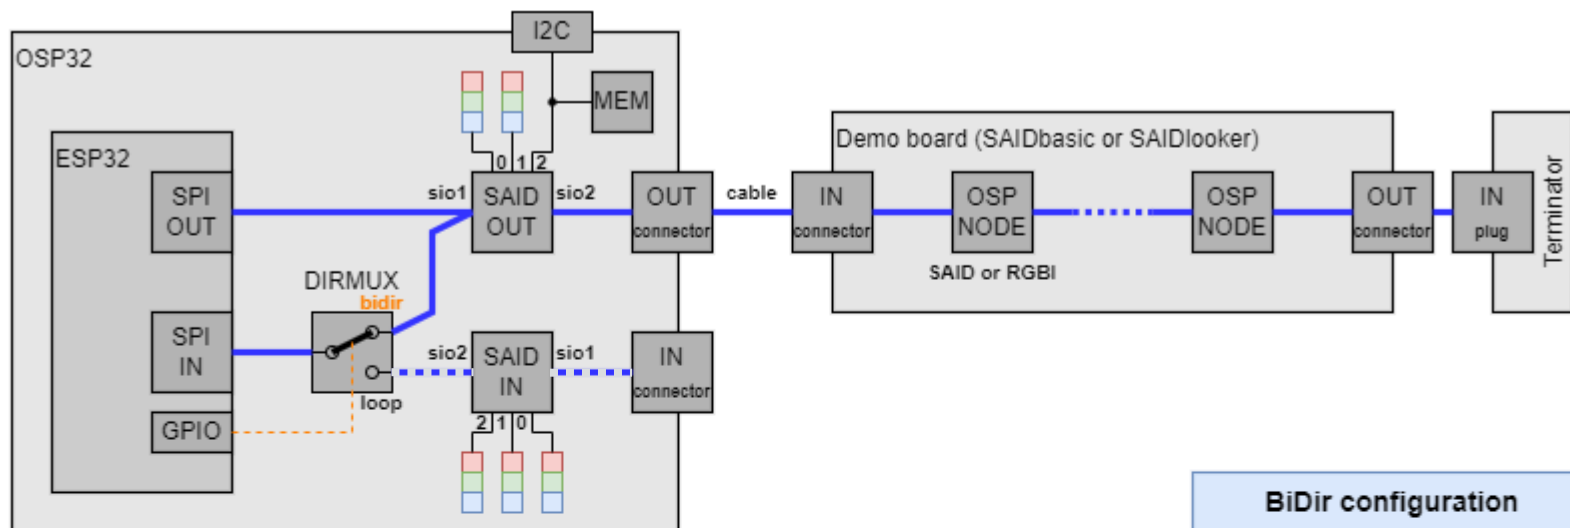 I2C
OSP32
MEM
Demo board (SAIDbasic or SAIDlooker)
ESP32
0 1 2
SPI
OUT
sio1
SAID
OUT
sio2
OUT
connector
cable
IN
connector
OSP
NODE
OSP
NODE
OUT
connector
IN
plug
Terminator
SAID or RGBI
DIRMUX
bidir
SPI
IN
sio2
SAID
IN
sio1
IN
connector
loop
GPIO
2 1 0
BiDir configuration